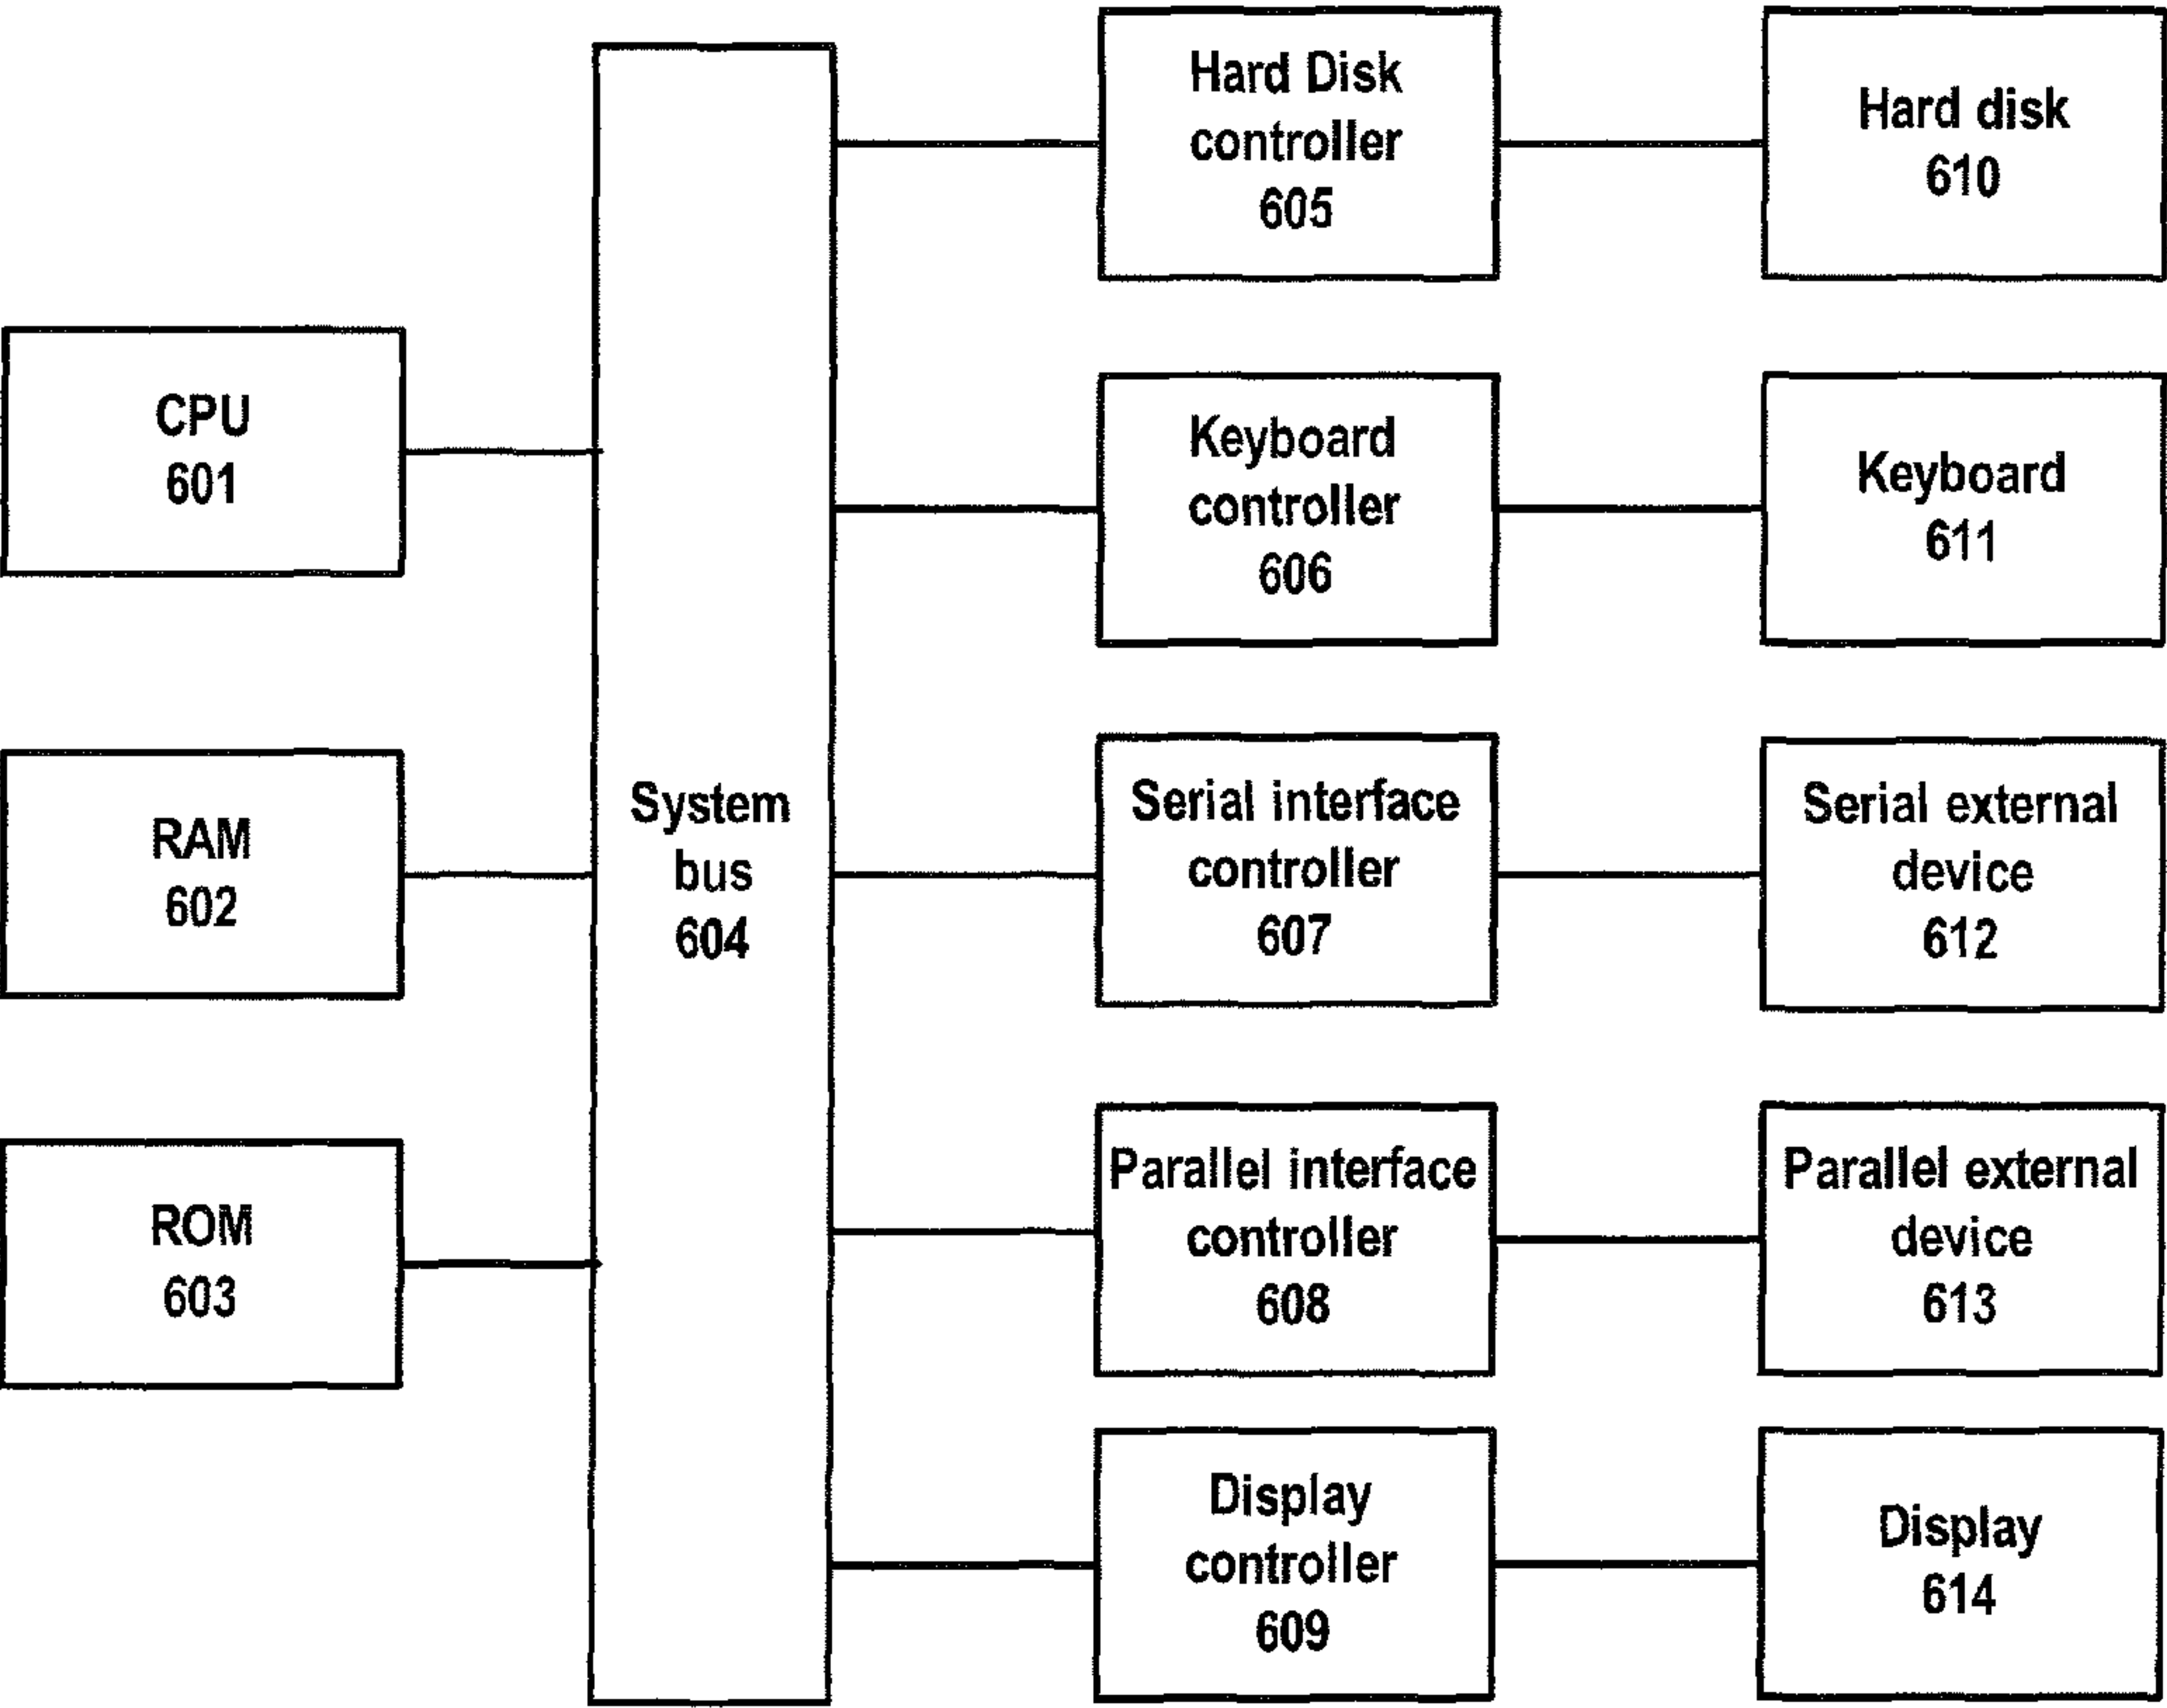 CPU
601
RAM
602
ROM
603
System
bus
604
Hard Disk
controller
605
Hard disk
610
Keyboard
controller
606
Keyboard
611
Serial interface
controller
607
Serial external
device
612
Parallel interface
controller
608
Parallel external
device
613
Display
controller
609
Display
614